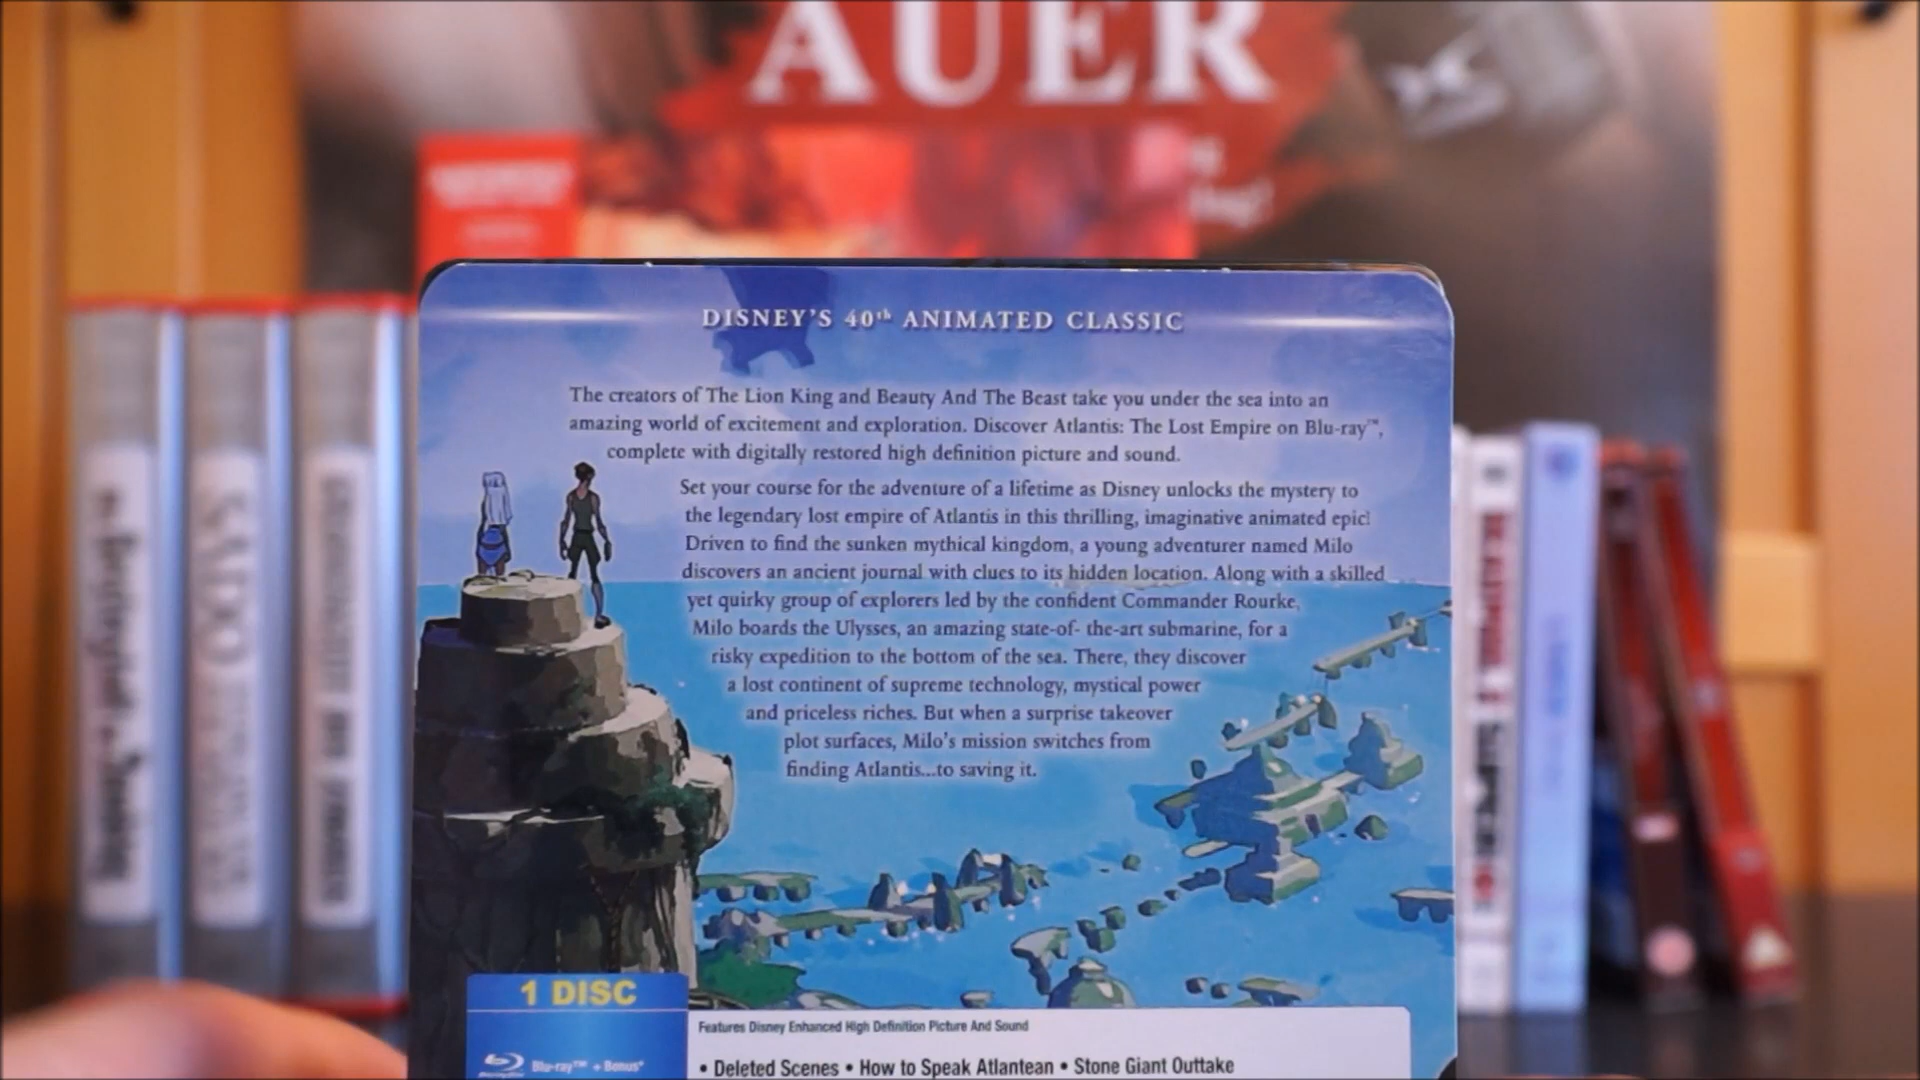 AUER
DISNEY'S 40th ANIMATED CLASSIC
The creators of The Lion King and Beauty And The Beast take you under the sea into an
amazing world of excitement and exploration. Discover Atlantis: The Lost Empire on Blu-ray™,
complete with digitally restored high definition picture and sound.
Set your course for the adventure of a lifetime as Disney unlocks the mystery to
the legendary lost empire of Atlantis in this thrilling, imaginative animated epic!
Driven to find the sunken mythical kingdom, a young adventurer named Milo
discovers an ancient journal with clues to its hidden location. Along with a skilled
yet quirky group of explorers led by the confident Commander Rourke,
Milo boards the Ulysses, an amazing state-of- the-art submarine, for a
risky expedition to the bottom of the sea. There, they discover
a lost continent of supreme technology, mystical power
and priceless riches. But when a surprise takeover
plot surfaces, Milo's mission switches from
finding Atlantis...to saving it.
1 DISC
Blu-ray™ + Bonus*
Features Disney Enhanced High Definition Picture And Sound
• Deleted Scenes • How to Speak Atlantean • Stone Giant Outtake